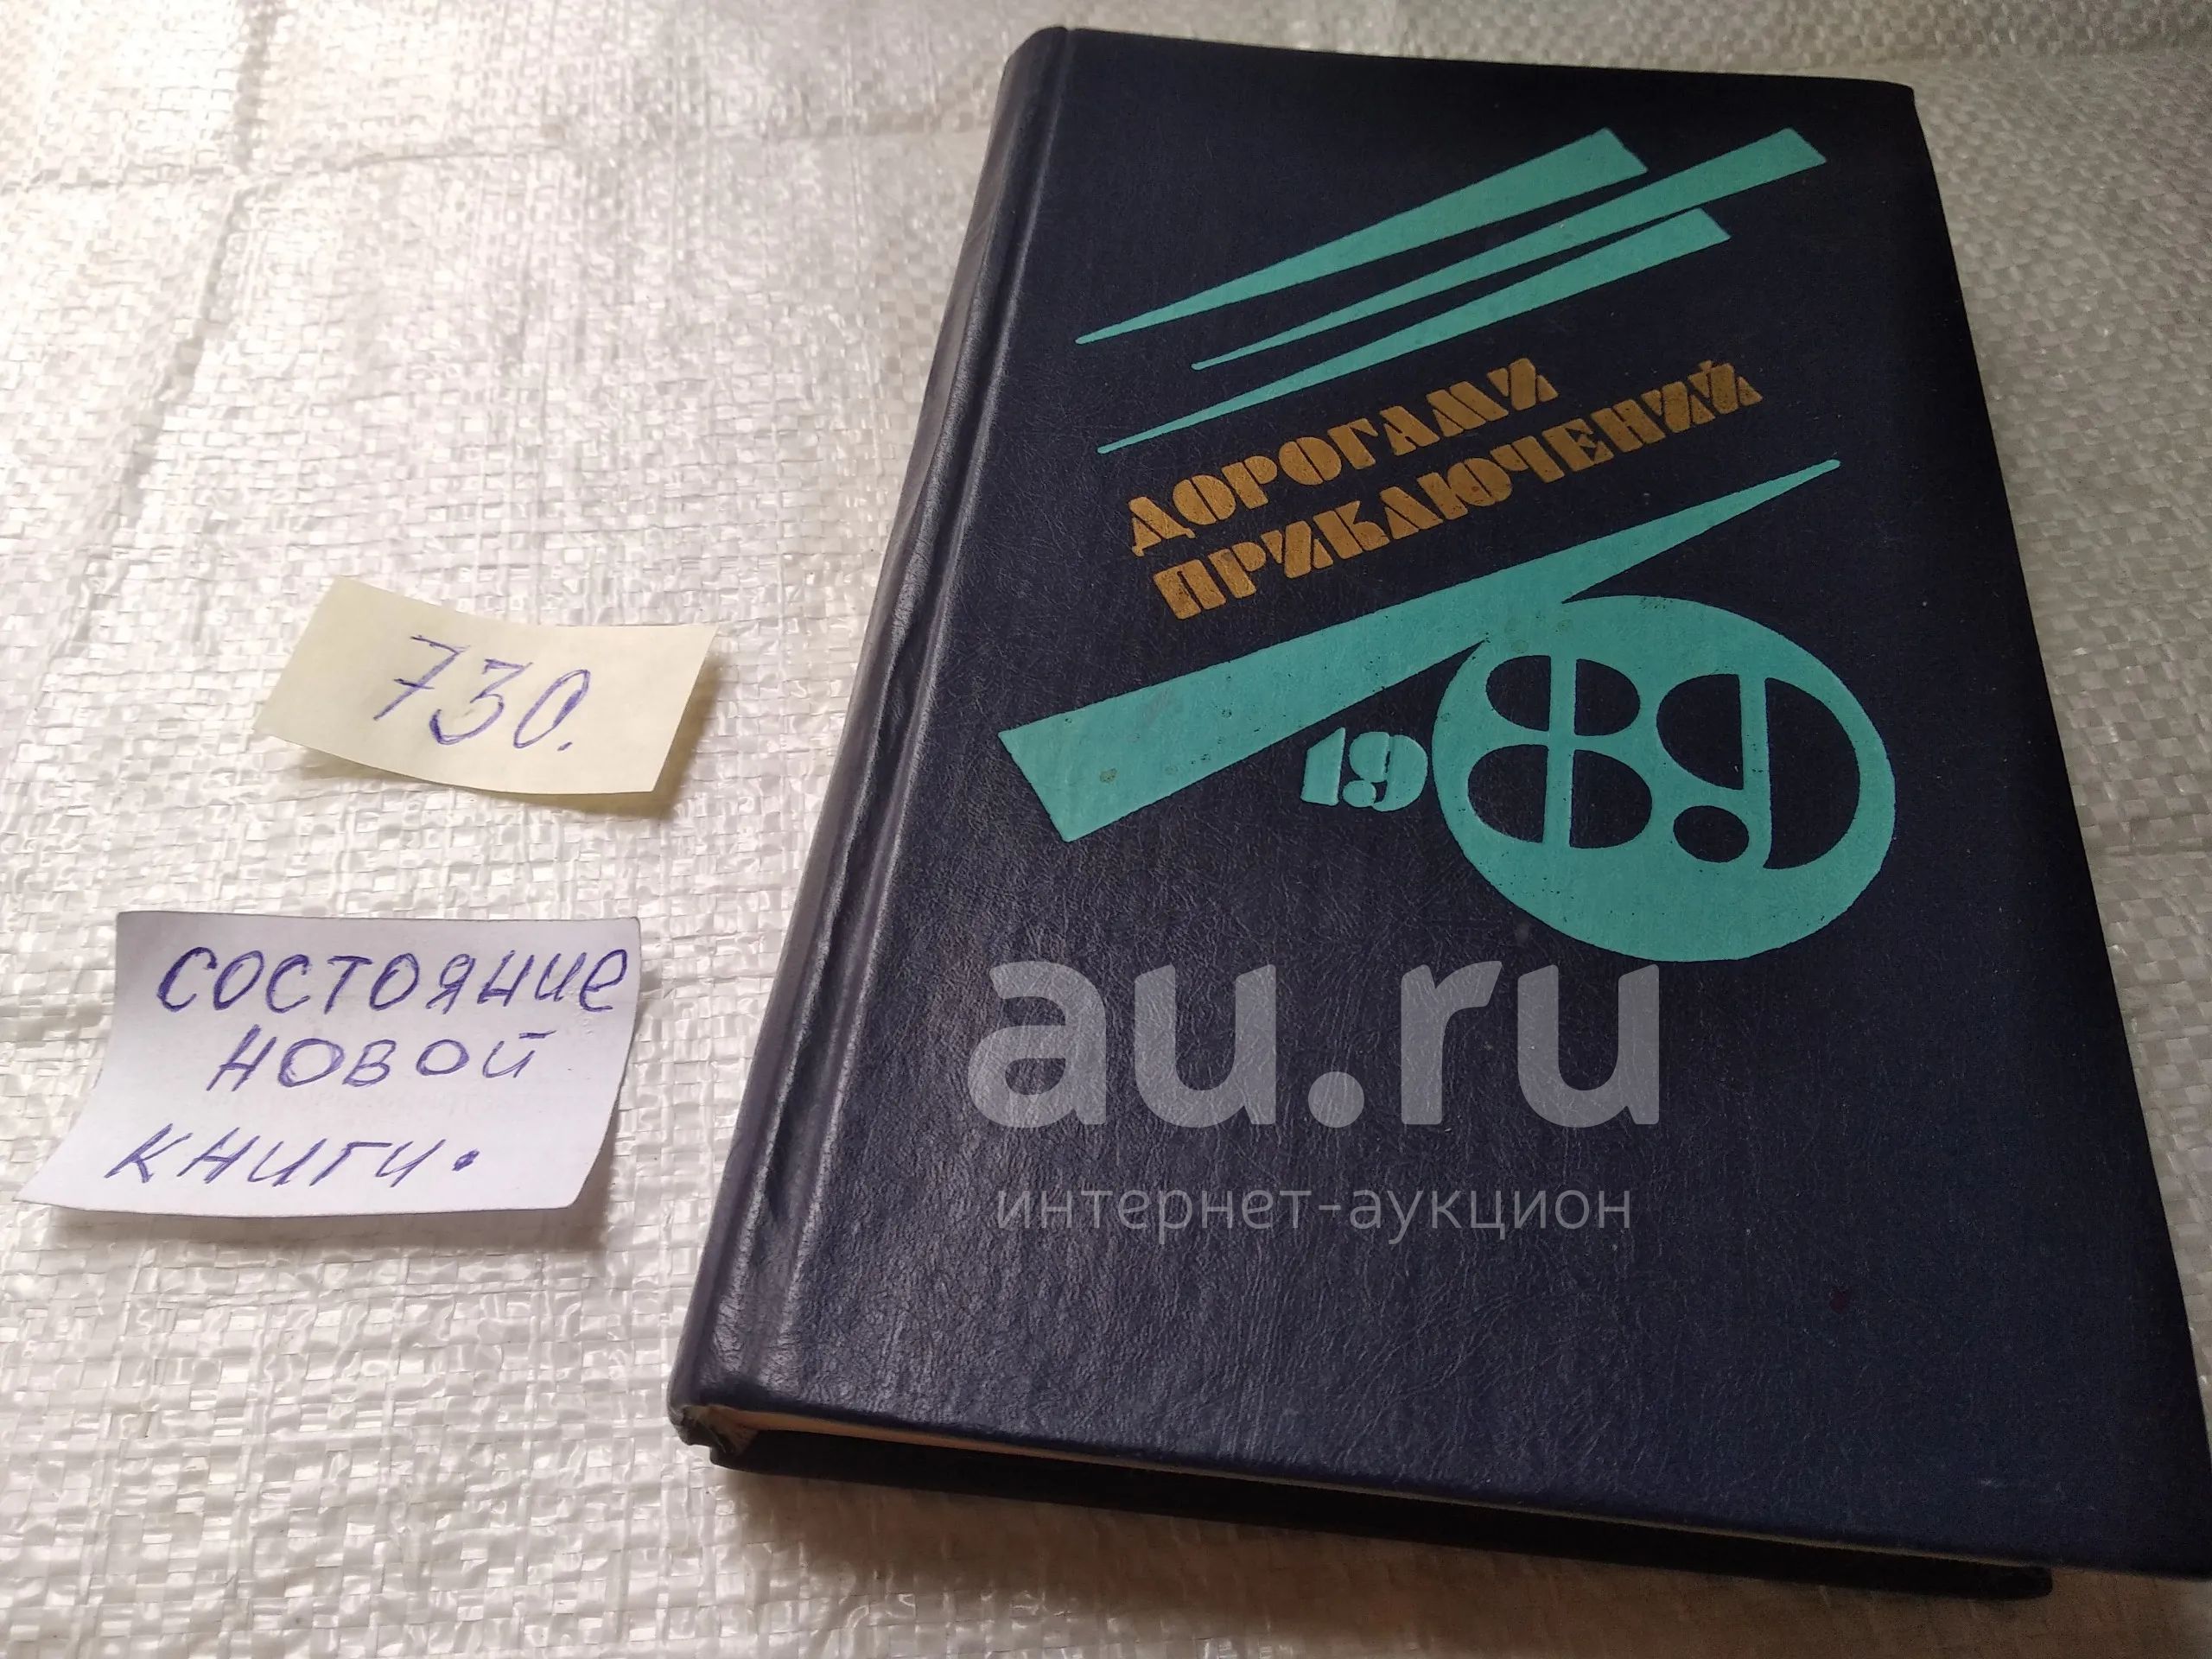 730.
состояние
новой
книги.
ДОРОГАМИ
ПРИКЛЮЧЕНИЙ
1989
au.ru
интернет-аукцион